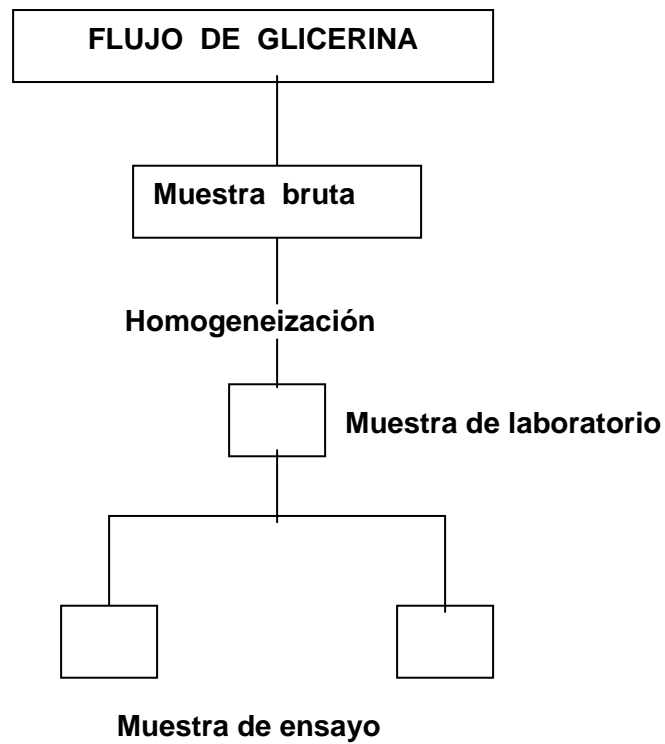 FLUJO DE GLICERINA
Muestra bruta
Homogeneización
Muestra de laboratorio
Muestra de ensayo